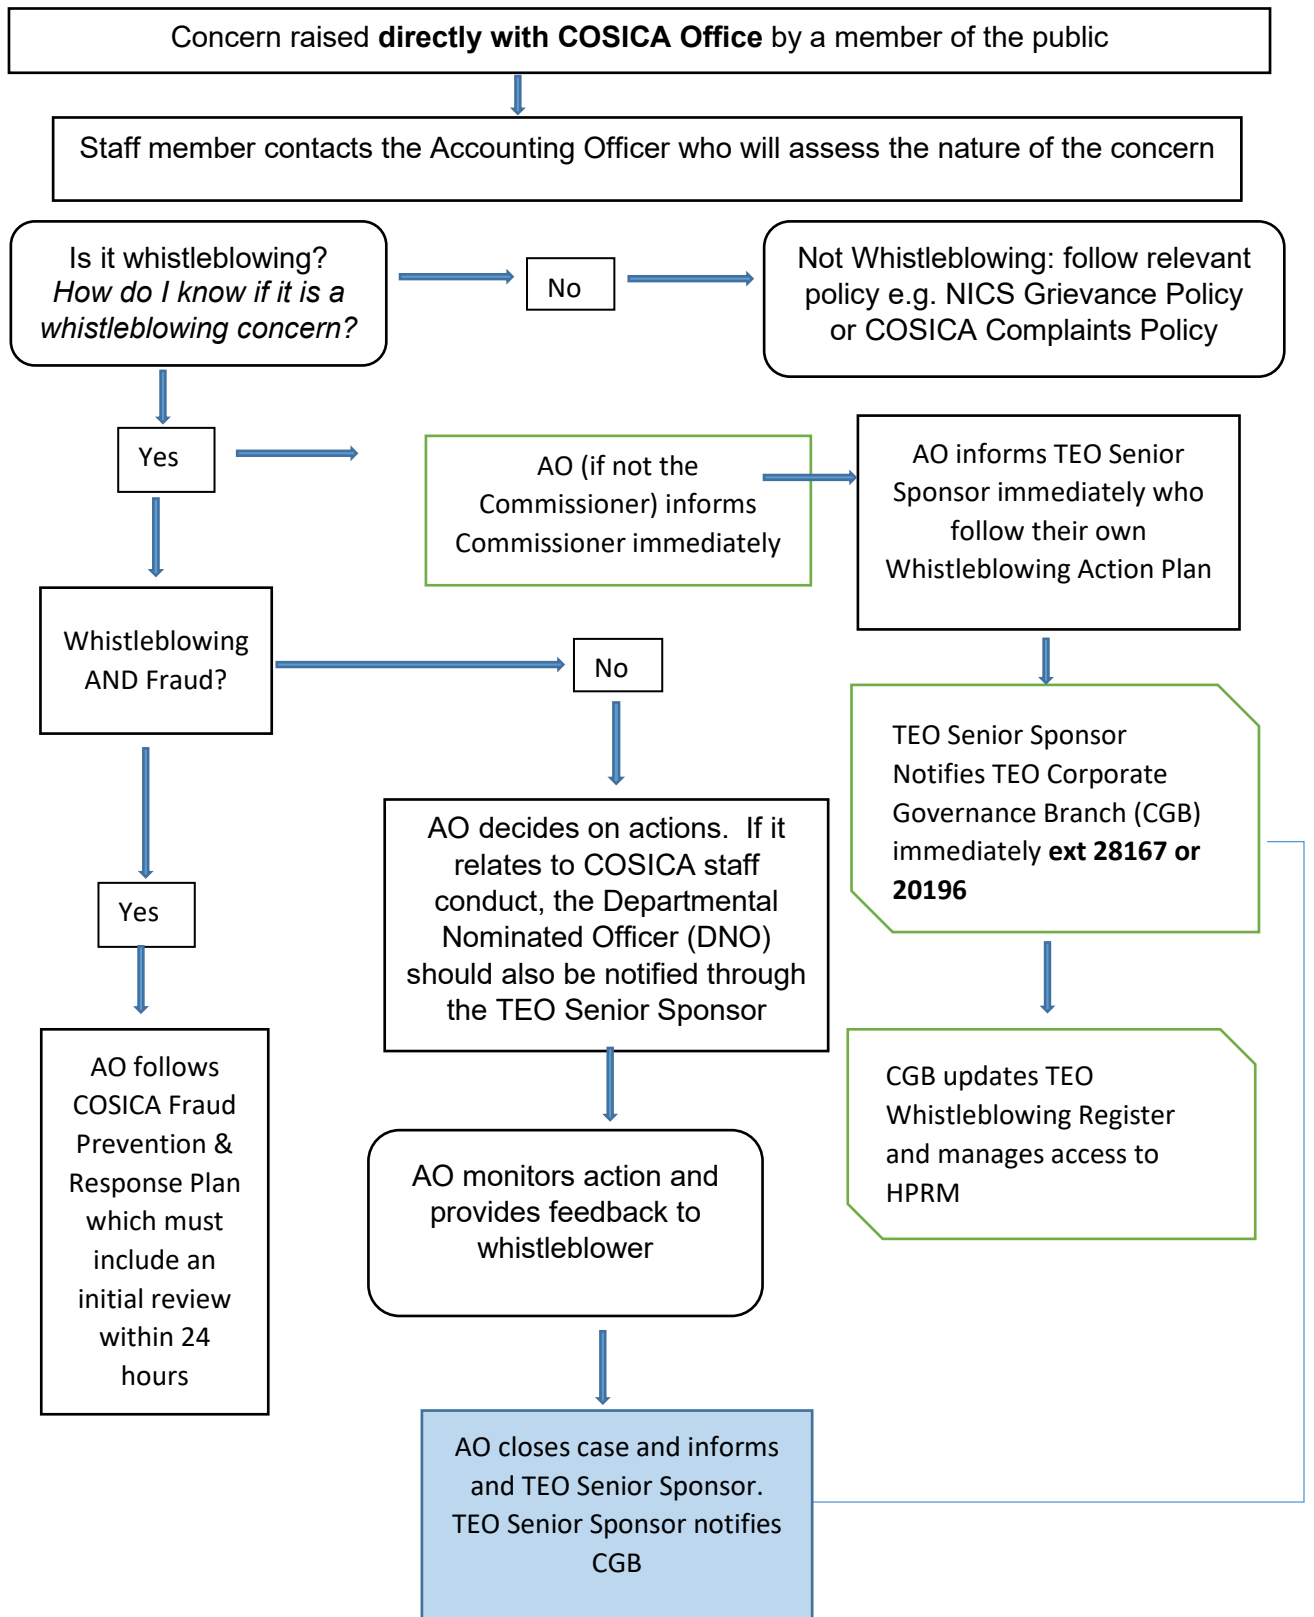 Concern raised directly with COSICA Office by a member of the public
Staff member contacts the Accounting Officer who will assess the nature of the concern
Is it whistleblowing?
How do I know if it is a
whistleblowing concern?
No
Not Whistleblowing: follow relevant
policy e.g. NICS Grievance Policy
or COSICA Complaints Policy
Yes
AO (if not the
Commissioner) informs
Commissioner immediately
AO informs TEO Senior
Sponsor immediately who
follow their own
Whistleblowing Action Plan
Whistleblowing
AND Fraud?
No
TEO Senior Sponsor
Notifies TEO Corporate
Governance Branch (CGB)
immediately ext 28167 or
20196
AO decides on actions.  If it
relates to COSICA staff
conduct, the Departmental
Nominated Officer (DNO)
should also be notified through
the TEO Senior Sponsor
Yes
AO follows
COSICA Fraud
Prevention &
Response Plan
which must
include an
initial review
within 24
hours
CGB updates TEO
Whistleblowing Register
and manages access to
HPRM
AO monitors action and
provides feedback to
whistleblower
AO closes case and informs
and TEO Senior Sponsor.
TEO Senior Sponsor notifies
CGB